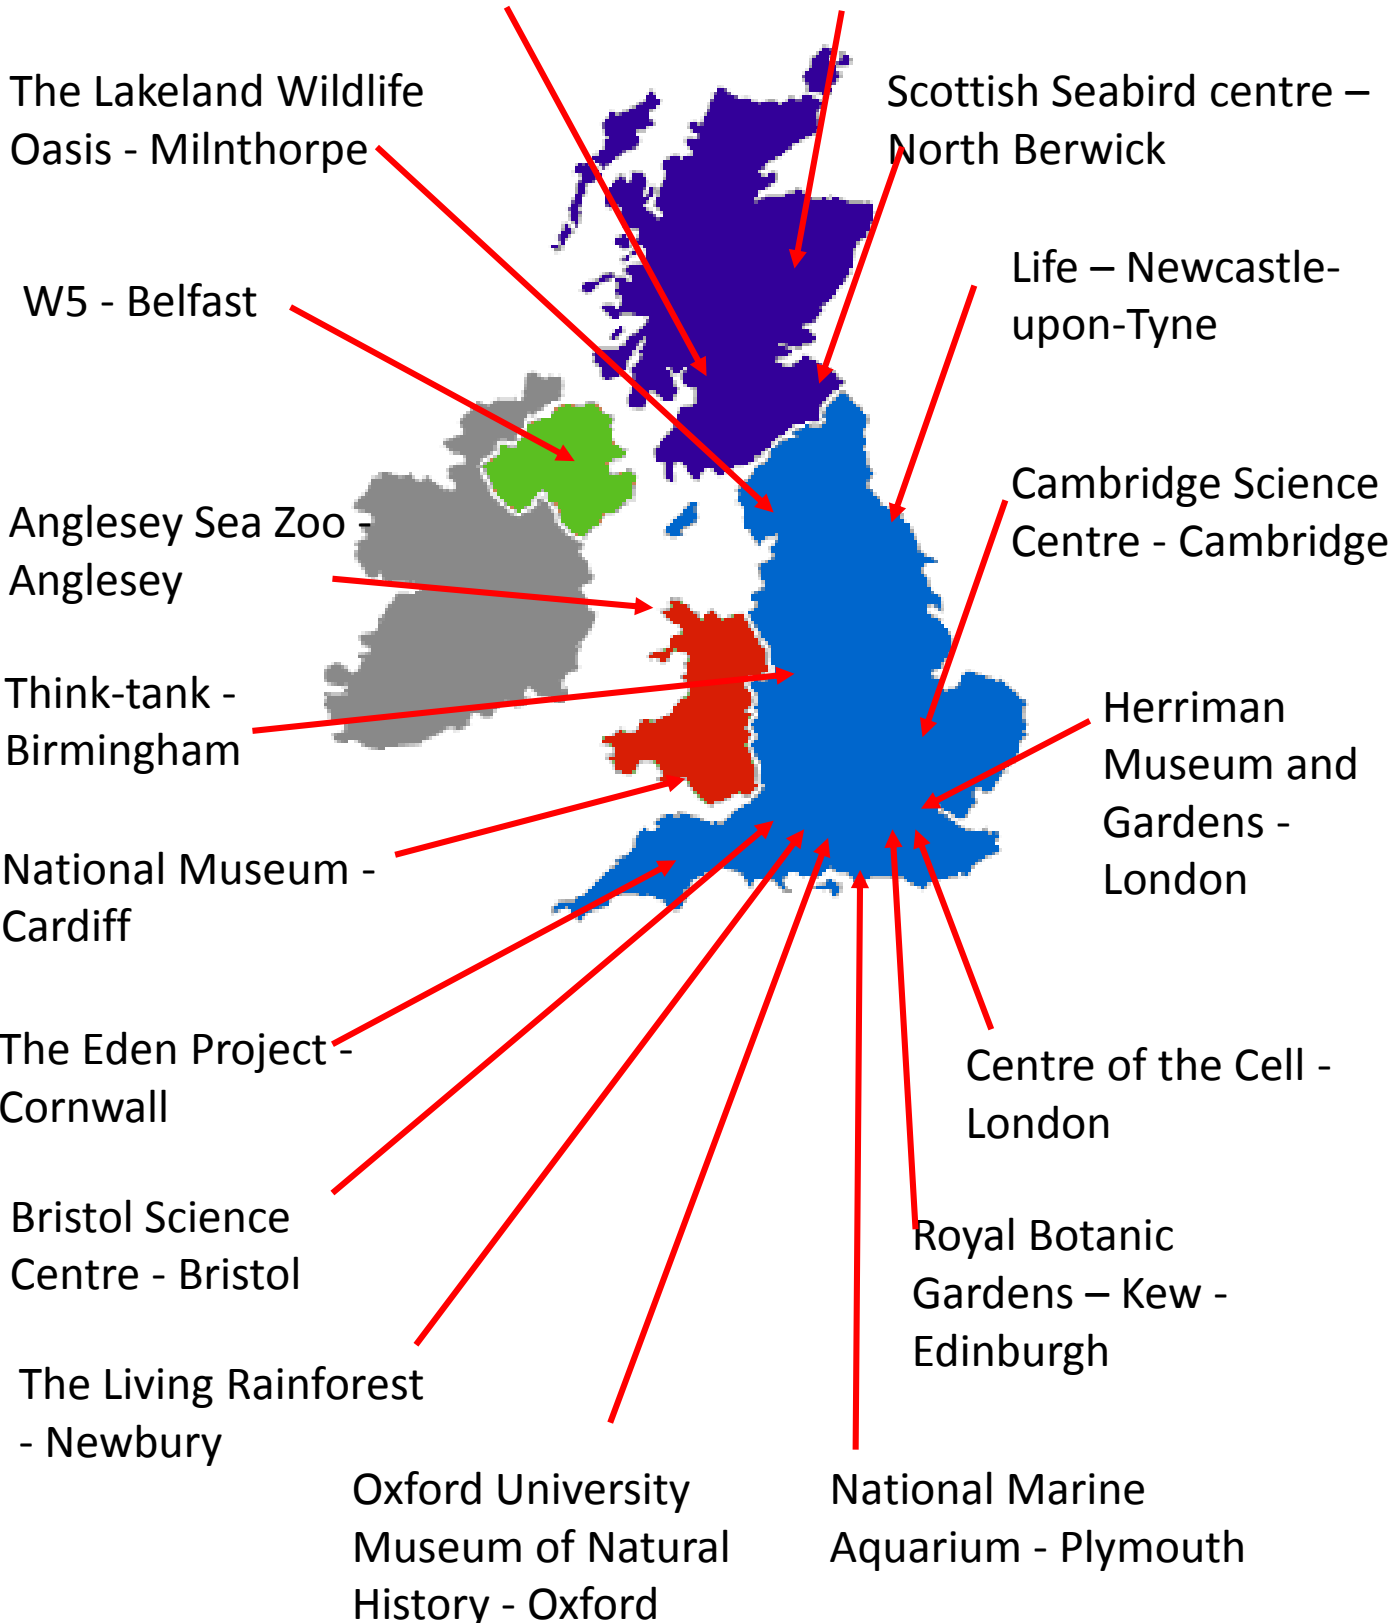 The Lakeland Wildlife
Oasis - Milnthorpe
Scottish Seabird centre –
North Berwick
W5 - Belfast
Life – Newcastle-
upon-Tyne
Anglesey Sea Zoo -
Anglesey
Cambridge Science
Centre - Cambridge
Think-tank -
Birmingham
Herriman
Museum and
Gardens -
London
National Museum -
Cardiff
The Eden Project -
Cornwall
Centre of the Cell -
London
Bristol Science
Centre - Bristol
Royal Botanic
Gardens – Kew -
Edinburgh
The Living Rainforest
- Newbury
Oxford University
Museum of Natural
History - Oxford
National Marine
Aquarium - Plymouth